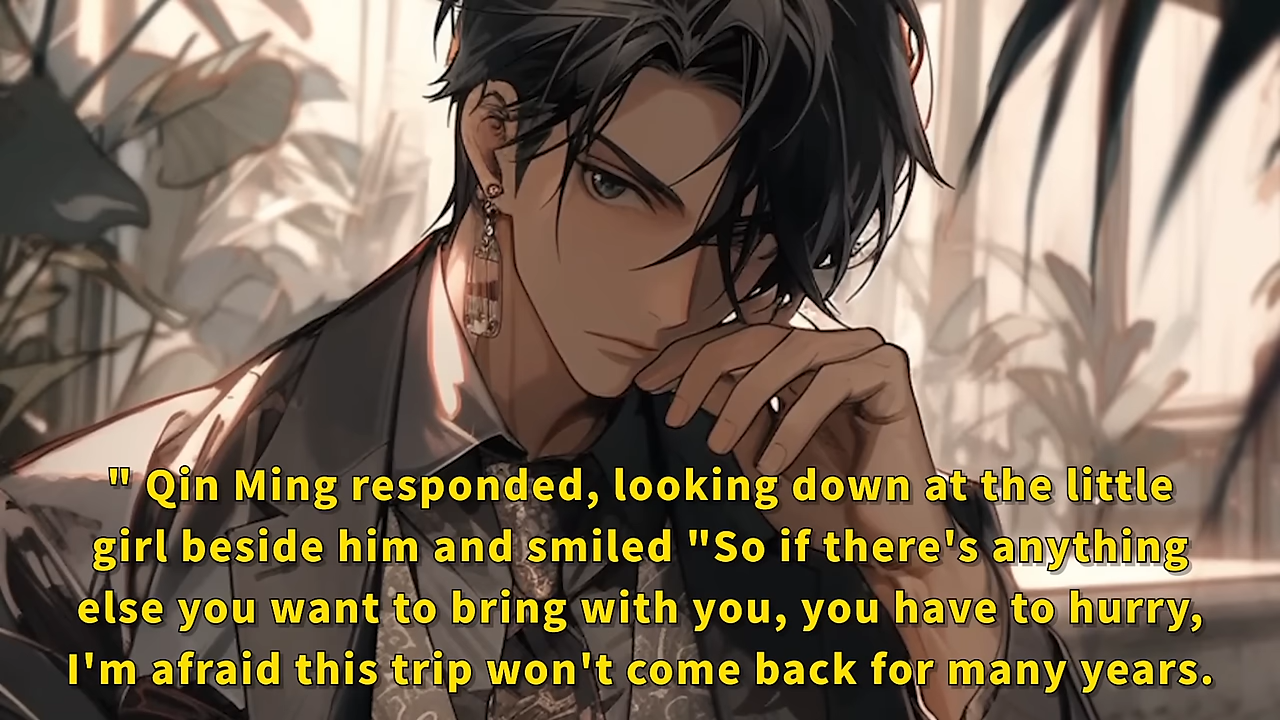 " Qin Ming responded, looking down at the little
girl beside him and smiled "So if there's anything
else you want to bring with you, you have to hurry,
I'm afraid this trip won't come back for many years.